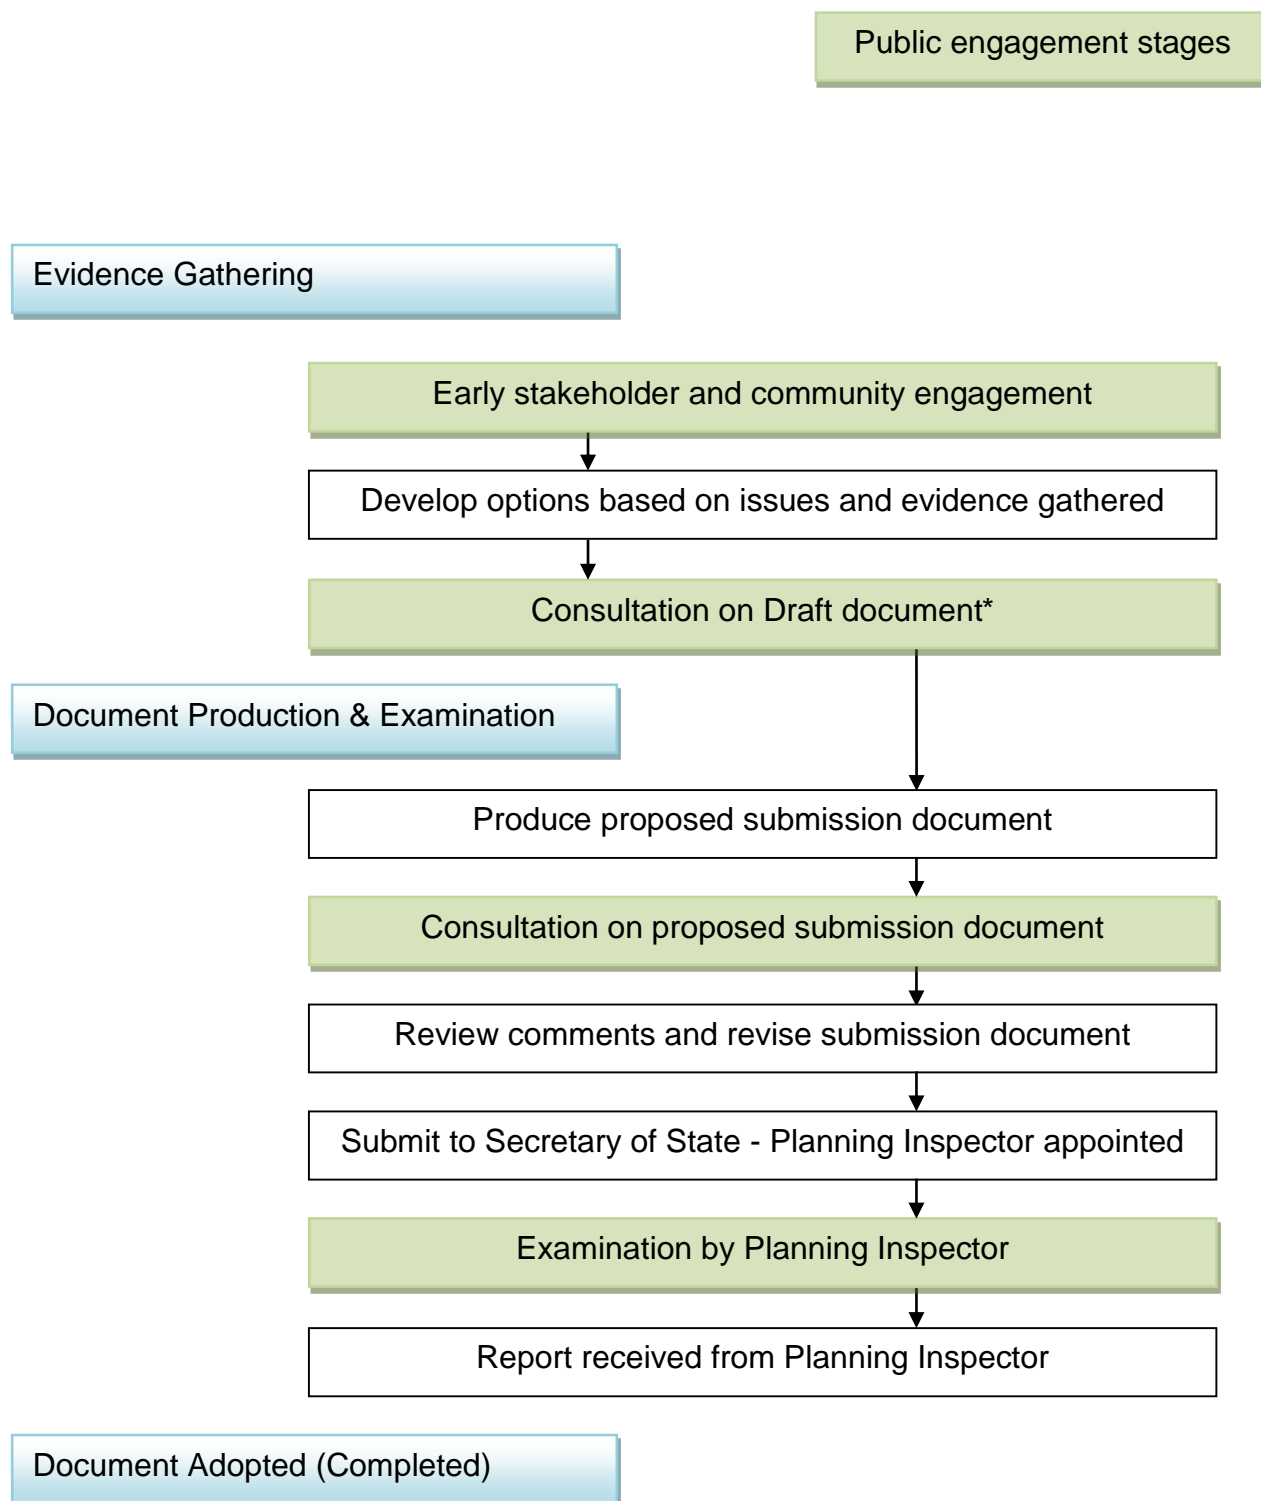 Public engagement stages
Evidence Gathering
Early stakeholder and community engagement
Develop options based on issues and evidence gathered
Consultation on Draft document*
Document Production & Examination
Produce proposed submission document
Consultation on proposed submission document
Review comments and revise submission document
Submit to Secretary of State - Planning Inspector appointed
Examination by Planning Inspector
Report received from Planning Inspector
Document Adopted (Completed)